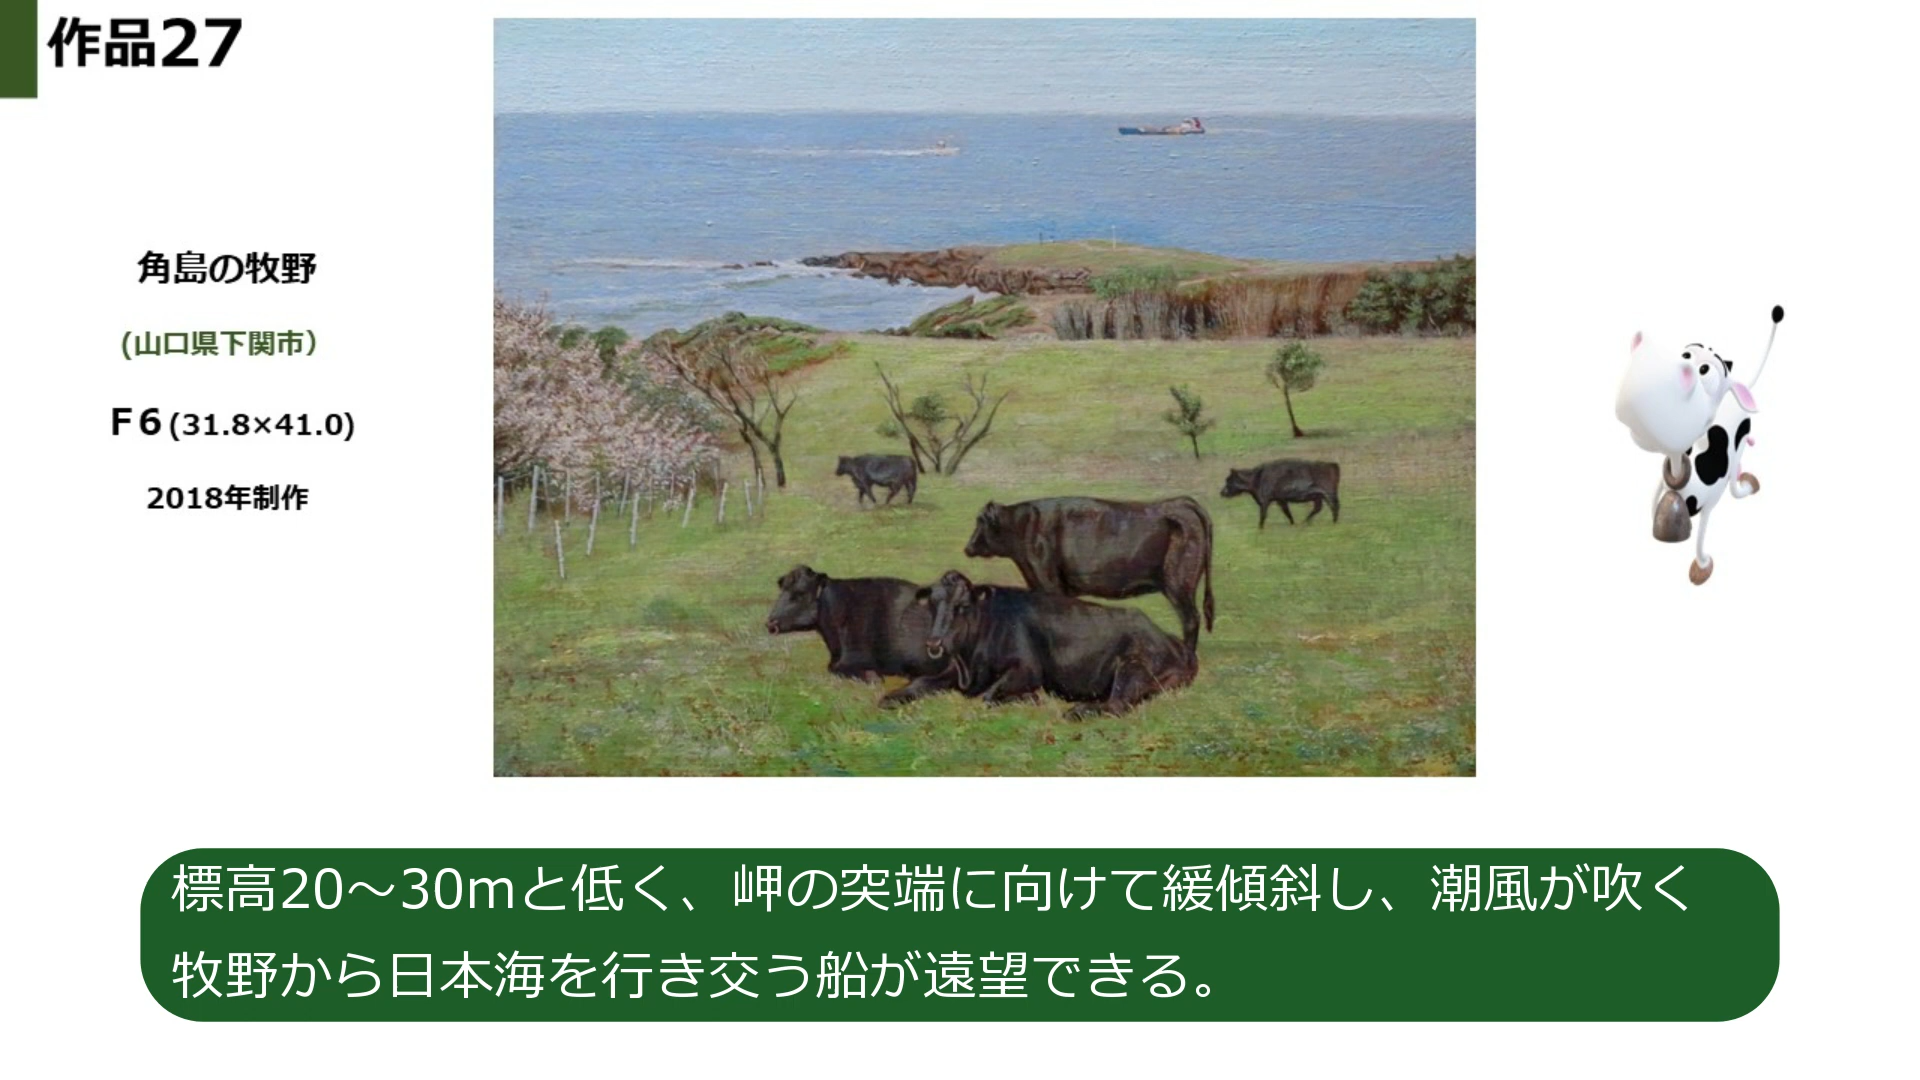 作品27
角島の牧野
(山口県下関市）
Ｆ６(31.8×41.0)
2018年制作
標高20～30mと低く、岬の突端に向けて緩傾斜し、潮風が吹く
牧野から日本海を行き交う船が遠望できる。